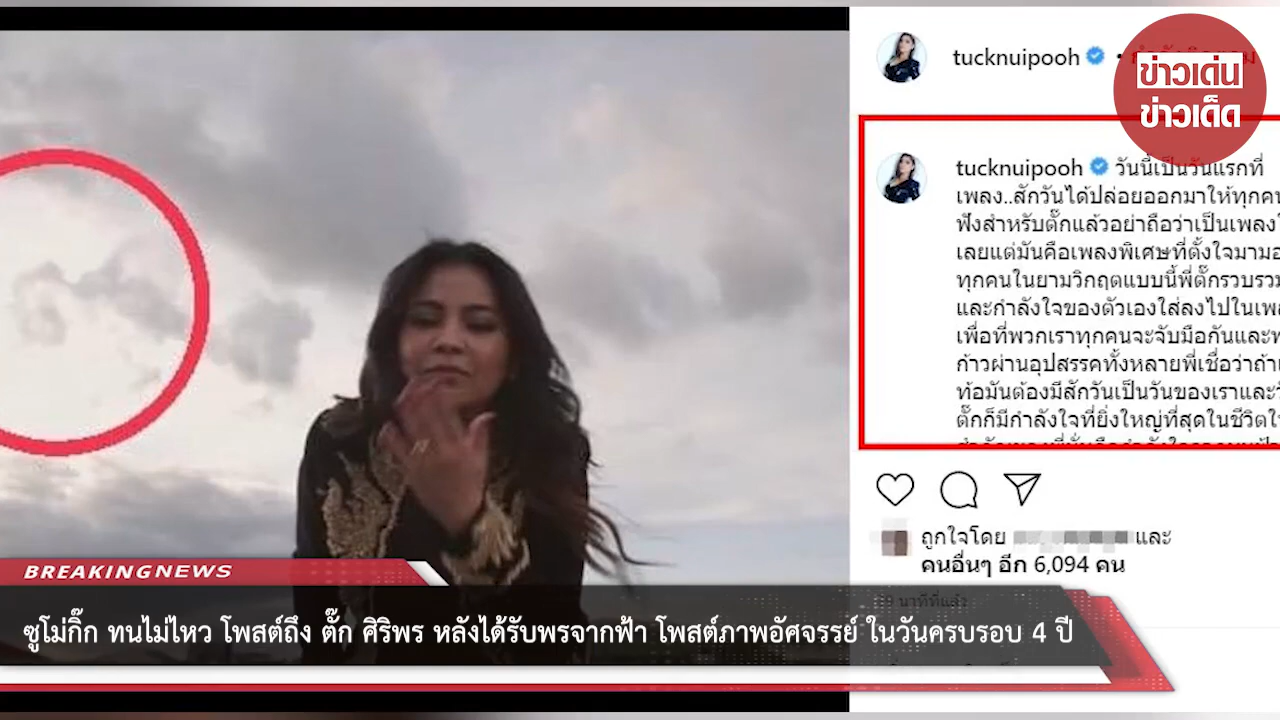 tucknuipooh
ข่าวเด่น
ข่าวเด็ด
tucknuipooh วันนี้เป็นวันแรกที่
เพลง..สักวันได้ปล่อยออกมาให้ทุกคน
ฟังสำหรับตั๊กแล้วอย่าถือว่าเป็นเพลง
เลยแต่มันคือเพลงพิเศษที่ตั้งใจมามอ
ทุกคนในยามวิกฤตแบบนี้พี่ตั๊กรวบรวม
และกำลังใจของตัวเองใส่ลงไปในเพล
เพื่อที่พวกเราทุกคนจะจับมือกันและพ
ก้าวผ่านอุปสรรคทั้งหลายพี่เชื่อว่าถ้า
ท้อมันต้องมีสักวันเป็นวันของเราและ
ตั๊กก็มีกำลังใจที่ยิ่งใหญ่ที่สุดในชีวิต
ถูกใจโดย และ
คนอื่นๆ อีก 6,094 คน
นาทีที่แล้ว
BREAKINGNEWS
ซูโม่กิ๊ก ทนไม่ไหว โพสต์ถึง ตั๊ก ศิริพร หลังได้รับพรจากฟ้า โพสต์ภาพอัศจรรย์ ในวันครบรอบ 4 ปี